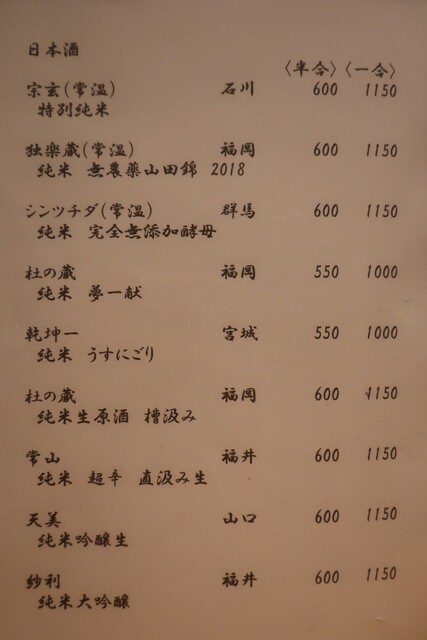 日本酒
〈半合〉〈一合〉
宗玄(常温) 石川 600 1150
特別純米
独楽蔵(常温) 福岡 600 1150
純米 無農薬山田錦 2018
シンツチダ(常温) 群馬 600 1150
純米 完全無添加酵母
杜の蔵 福岡 550 1000
純米 夢一献
乾坤一 宮城 550 1000
純米 うすにごり
杜の蔵 福岡 600 1150
純米生原酒 槽汲み
常山 福井 600 1150
純米 超辛 直汲み生
天美 山口 600 1150
純米吟醸生
紗利 福井 600 1150
純米大吟醸